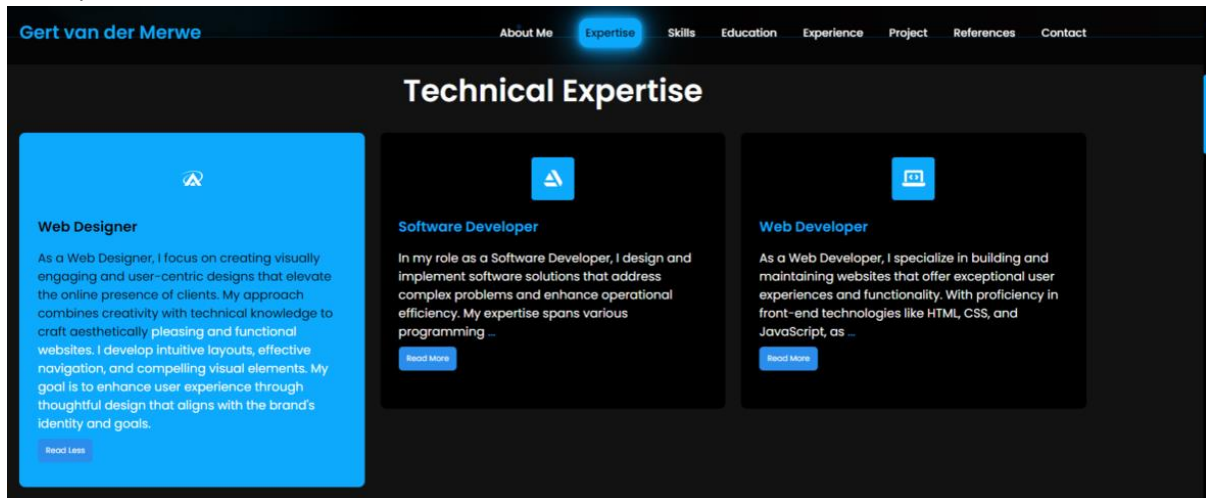 Gert van der Merwe
About Me
Expertise
Skills
Education
Experience
Project
References
Contact
Technical Expertise
Web Designer
As a Web Designer, I focus on creating visually
engaging and user-centric designs that elevate
the online presence of clients. My approach
combines creativity with technical knowledge to
craft aesthetically pleasing and functional
websites. I develop intuitive layouts, effective
navigation, and compelling visual elements. My
goal is to enhance user experience through
thoughtful design that aligns with the brand's
identity and goals.
Read Less
Software Developer
In my role as a Software Developer, I design and
implement software solutions that address
complex problems and enhance operational
efficiency. My expertise spans various
programming ...
Read More
Web Developer
As a Web Developer, I specialize in building and
maintaining websites that offer exceptional user
experiences and functionality. With proficiency in
front-end technologies like HTML, CSS, and
JavaScript, as ...
Read More